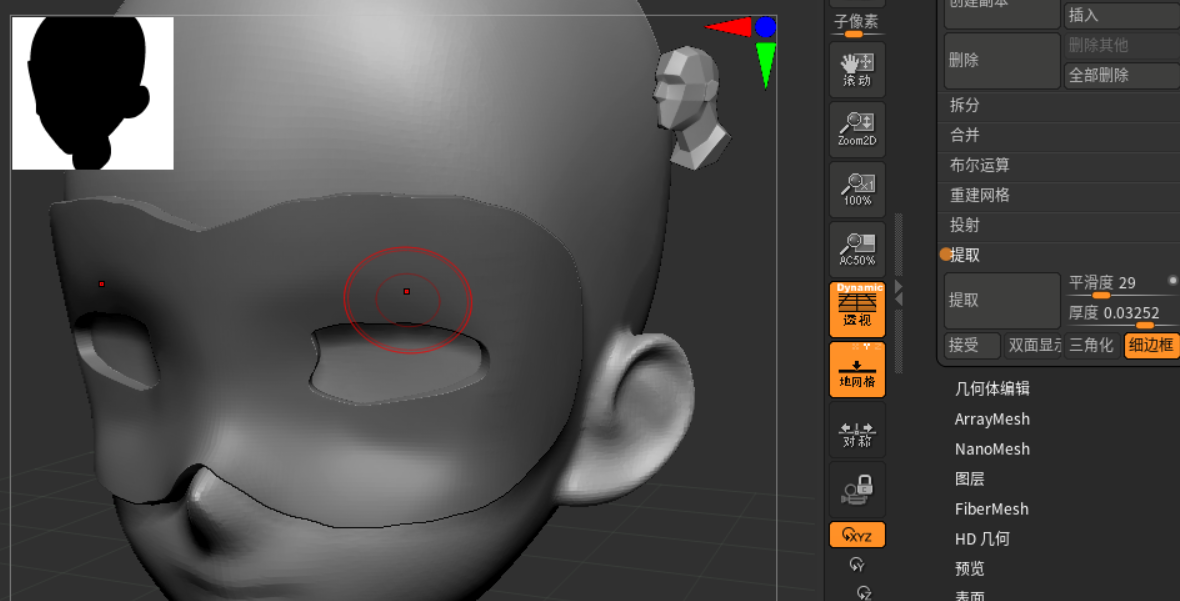 子像素
滚动
Zoom2D
100%
AC50%
Dynamic
透视
地网格
对称
XYZ
Y
Z
创建副本
插入
删除
删除其他
全部删除
拆分
合并
布尔运算
重建网格
投射
提取
提取
平滑度 29
厚度 0.03252
接受
双面显示
三角化
细边框
几何体编辑
ArrayMesh
NanoMesh
图层
FiberMesh
HD 几何
预览
表面